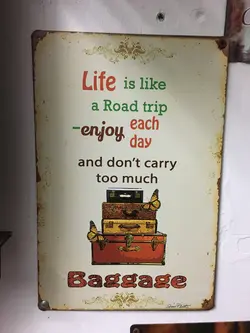 Life is like
a Road trip
-enjoy each
day
and don't carry
too much
Baggage